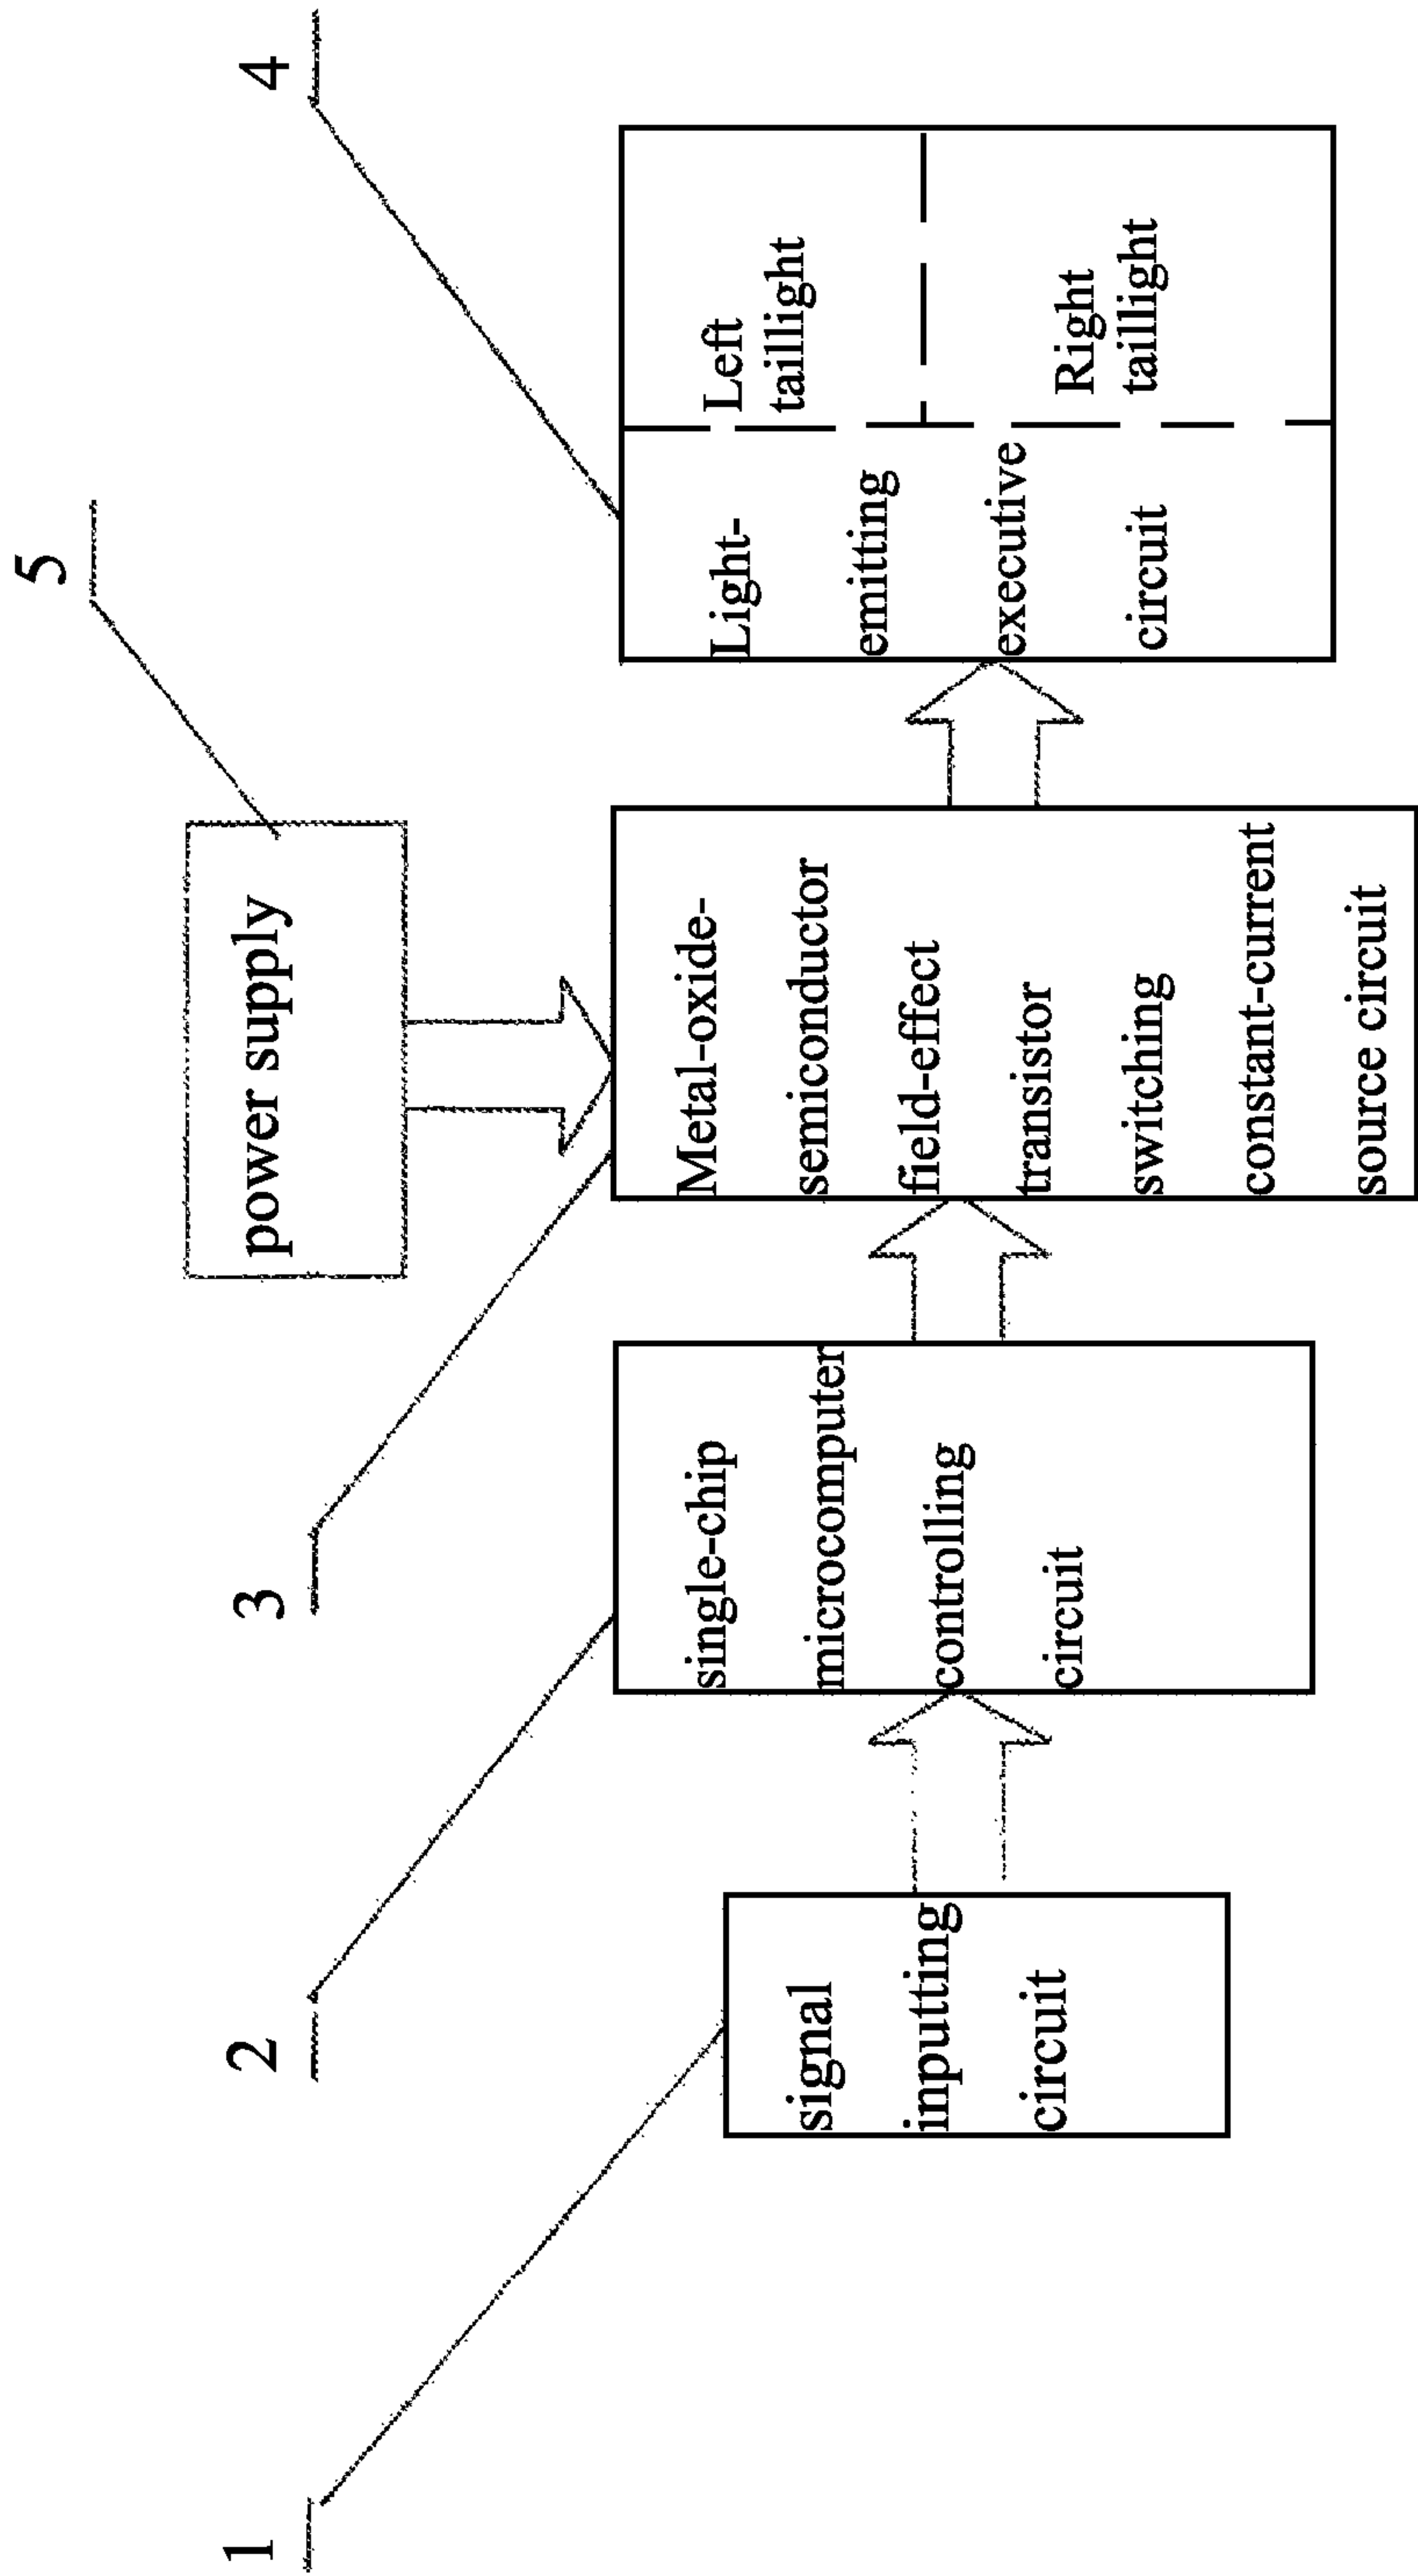 5
power supply
1
2
3
4
signal
inputting
circuit
single-chip
microcomputer
controlling
circuit
Metal-oxide-
semiconductor
field-effect
transistor
switching
constant-current
source circuit
Light-
emitting
executive
circuit
Left
taillight
Right
taillight